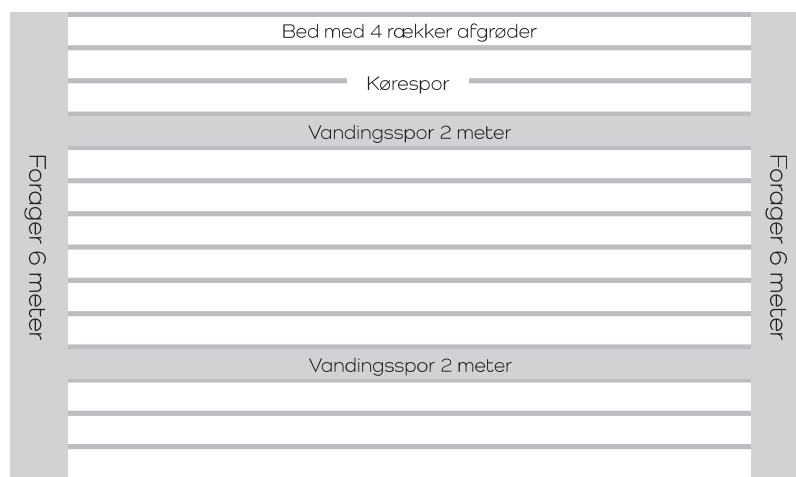 Bed med 4 rækker afgrøder
Kørespor
Vandingsspor 2 meter
Forager 6 meter
Forager 6 meter
Vandingsspor 2 meter